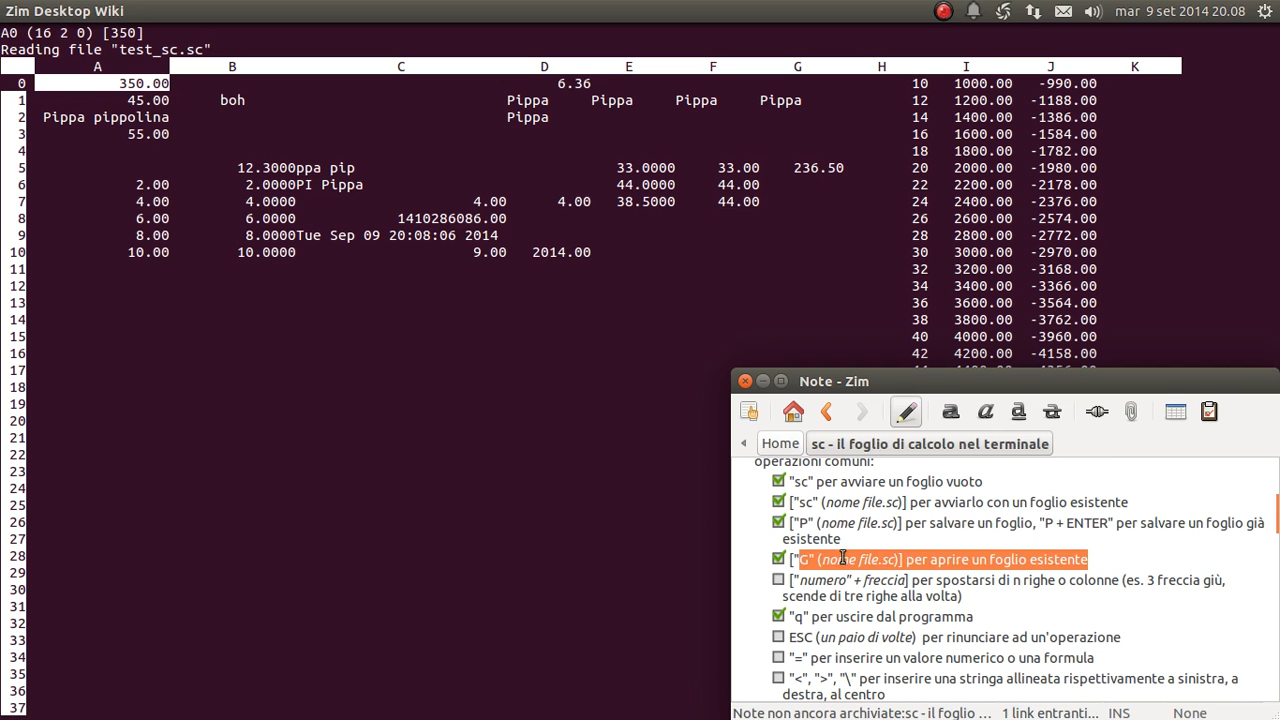 Zim Desktop Wiki mar 9 set 2014 20.08
A0 (16 2 0) [350]
Reading file "test_sc.sc"
A B C D E F G H I J K
0 350.00 6.36 10 1000.00 -990.00
1 45.00 boh Pippa Pippa Pippa Pippa 12 1200.00 -1188.00
2 Pippa pippolina Pippa 14 1400.00 -1386.00
3 55.00 16 1600.00 -1584.00
4 18 1800.00 -1782.00
5 12.3000ppa pip 33.0000 33.00 236.50 20 2000.00 -1980.00
6 2.00 2.0000PI Pippa 44.0000 44.00 22 2200.00 -2178.00
7 4.00 4.0000 4.00 4.00 38.5000 44.00 24 2400.00 -2376.00
8 6.00 6.0000 1410286086.00 26 2600.00 -2574.00
9 8.00 8.0000Tue Sep 09 20:08:06 2014 28 2800.00 -2772.00
10 10.00 10.0000 9.00 2014.00 30 3000.00 -2970.00
11 32 3200.00 -3168.00
12 34 3400.00 -3366.00
13 36 3600.00 -3564.00
14 38 3800.00 -3762.00
15 40 4000.00 -3960.00
16 42 4200.00 -4158.00
17
18
19
20
21
22
23
24
25
26
27
28
29
30
31
32
33
34
35
36
37
Note - Zim
Home sc - il foglio di calcolo nel terminale
operazioni comuni:
"sc" per avviare un foglio vuoto
["sc" (nome file.sc)] per avviarlo con un foglio esistente
["P" (nome file.sc)] per salvare un foglio, "P + ENTER" per salvare un foglio già
esistente
["G" (nome file.sc)] per aprire un foglio esistente
["numero" + freccia] per spostarsi di n righe o colonne (es. 3 freccia giù,
scende di tre righe alla volta)
"q" per uscire dal programma
ESC (un paio di volte) per rinunciare ad un'operazione
"=" per inserire un valore numerico o una formula
"<", ">", "\" per inserire una stringa allineata rispettivamente a sinistra, a
destra, al centro
Note non ancora archiviate:sc - il foglio ... 1 link entranti... INS None